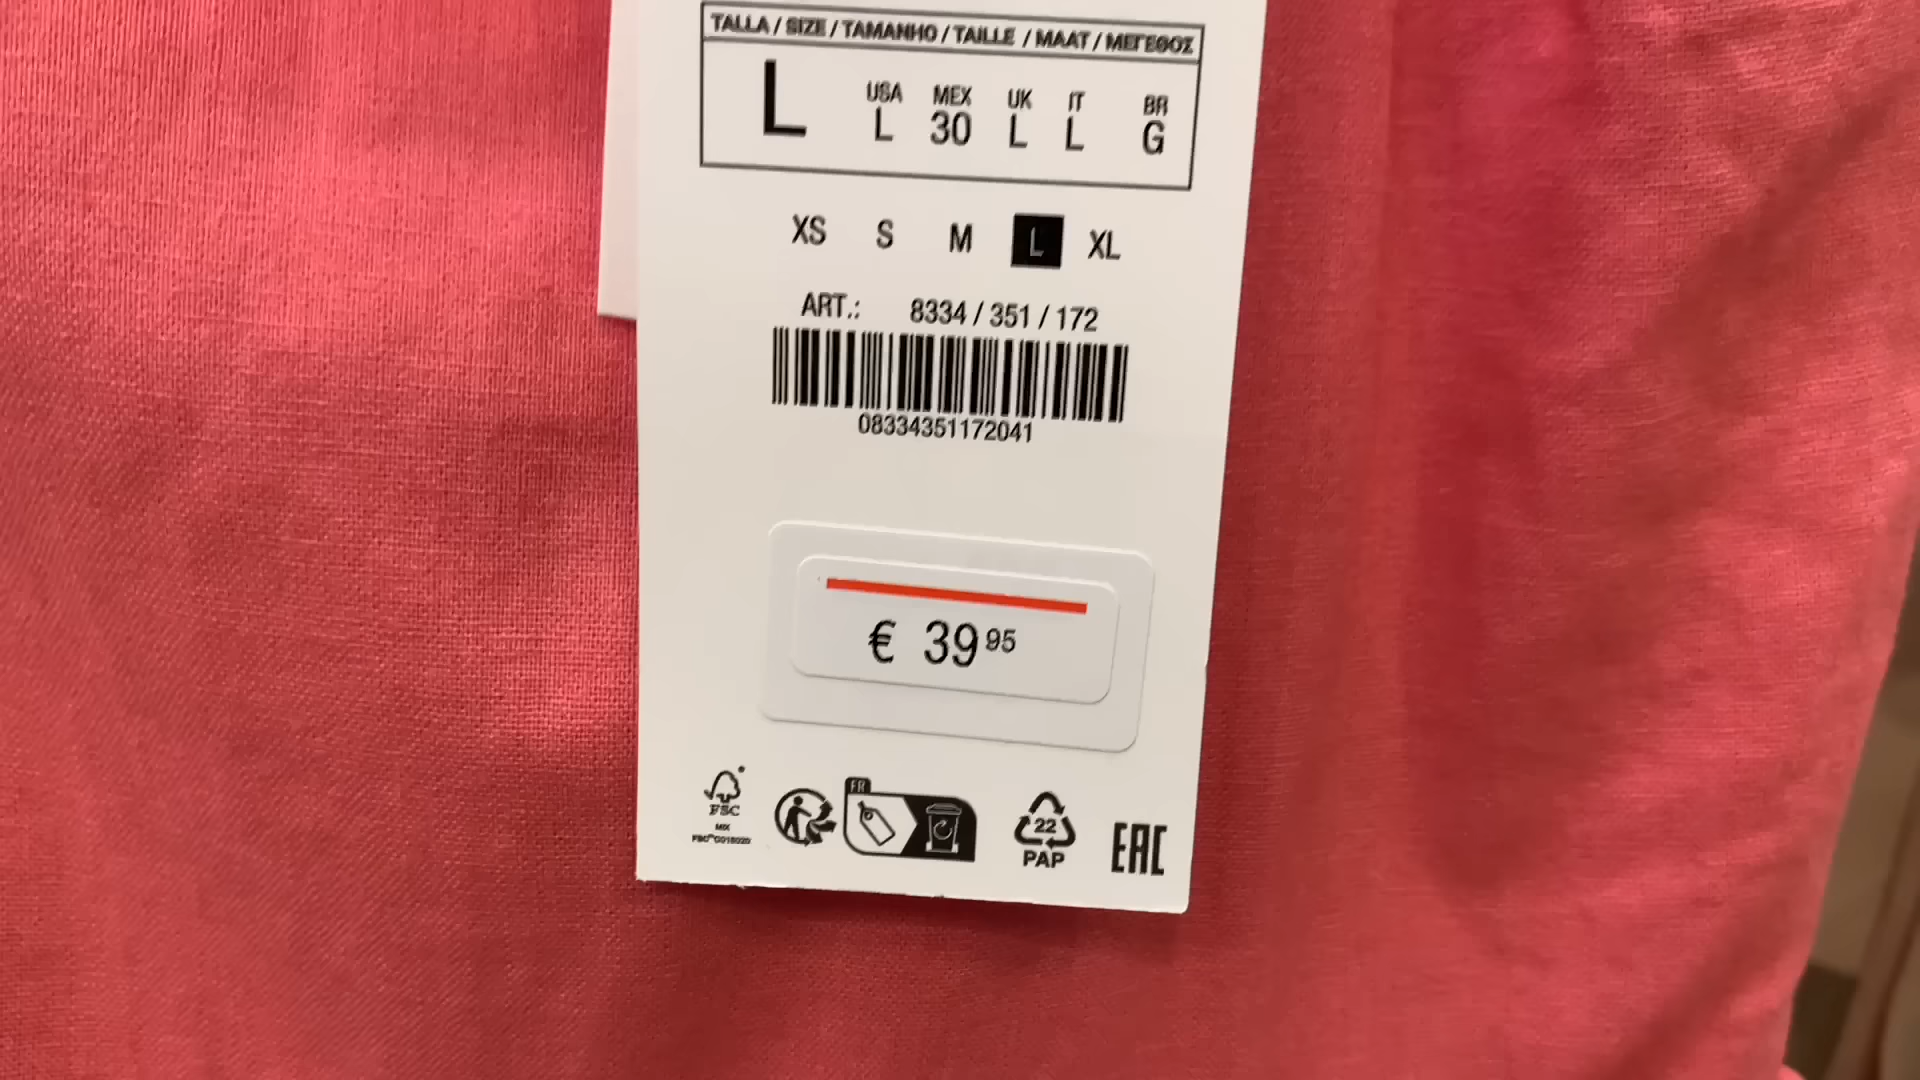 TALLA / SIZE / TAMANHO / TAILLE / MAAT / ΜΕΓΕΘΟΣ
L
USA MEX UK IT BR
L 30 L L G
XS S M L XL
ART.: 8334 / 351 / 172
08334351172041
€ 39 95
FR
FSC
MIX
22
PAP
EAC